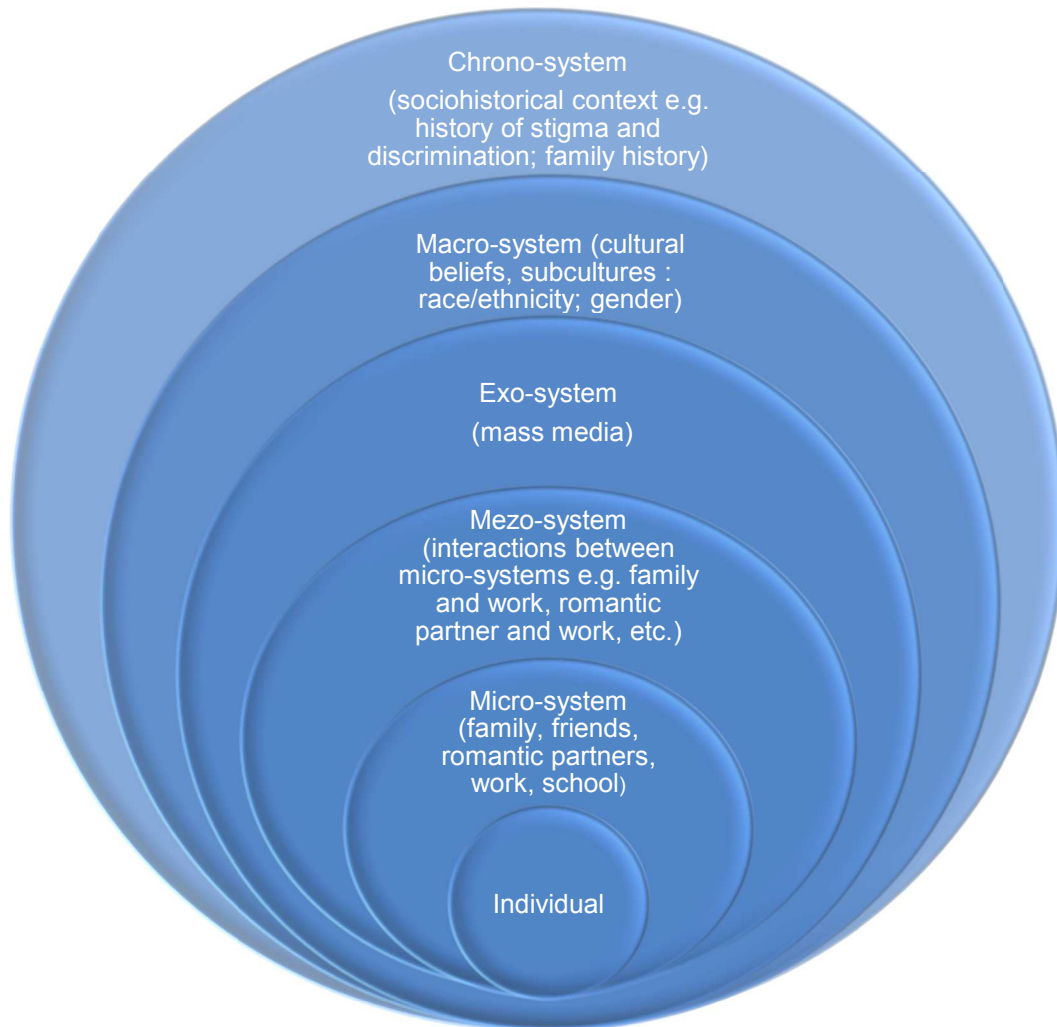 Chrono-system
(sociohistorical context e.g.
history of stigma and
discrimination; family history)
Macro-system (cultural
beliefs, subcultures :
race/ethnicity; gender)
Exo-system
(mass media)
Mezo-system
(interactions between
micro-systems e.g. family
and work, romantic
partner and work, etc.)
Micro-system
(family, friends,
romantic partners,
work, school)
Individual